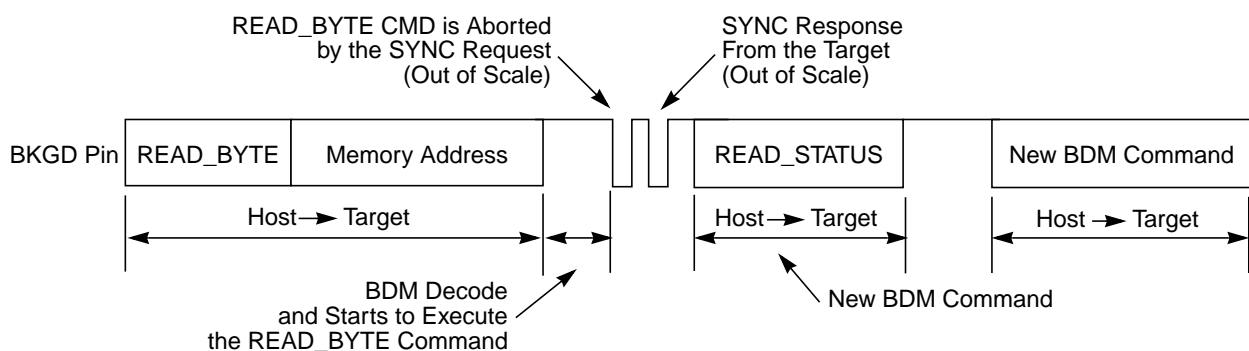 READ_BYTE CMD is Aborted
by the SYNC Request
(Out of Scale)
SYNC Response
From the Target
(Out of Scale)
BKGD Pin
READ_BYTE
Memory Address
READ_STATUS
New BDM Command
Host → Target
Host → Target
Host → Target
BDM Decode
and Starts to Execute
the READ_BYTE Command
New BDM Command